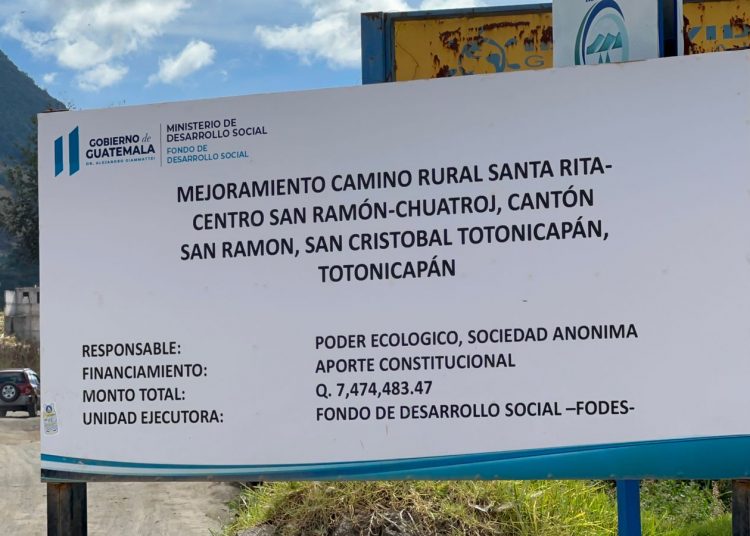 GOBIERNO de
GUATEMALA
DR. ALEJANDRO GIAMMATTEI
MINISTERIO DE
DESARROLLO SOCIAL
FONDO DE
DESARROLLO SOCIAL
MEJORAMIENTO CAMINO RURAL SANTA RITA-
CENTRO SAN RAMÓN-CHUATROJ, CANTÓN
SAN RAMON, SAN CRISTOBAL TOTONICAPÁN,
TOTONICAPÁN
RESPONSABLE: PODER ECOLOGICO, SOCIEDAD ANONIMA
FINANCIAMIENTO: APORTE CONSTITUCIONAL
MONTO TOTAL: Q. 7,474,483.47
UNIDAD EJECUTORA: FONDO DE DESARROLLO SOCIAL –FODES-